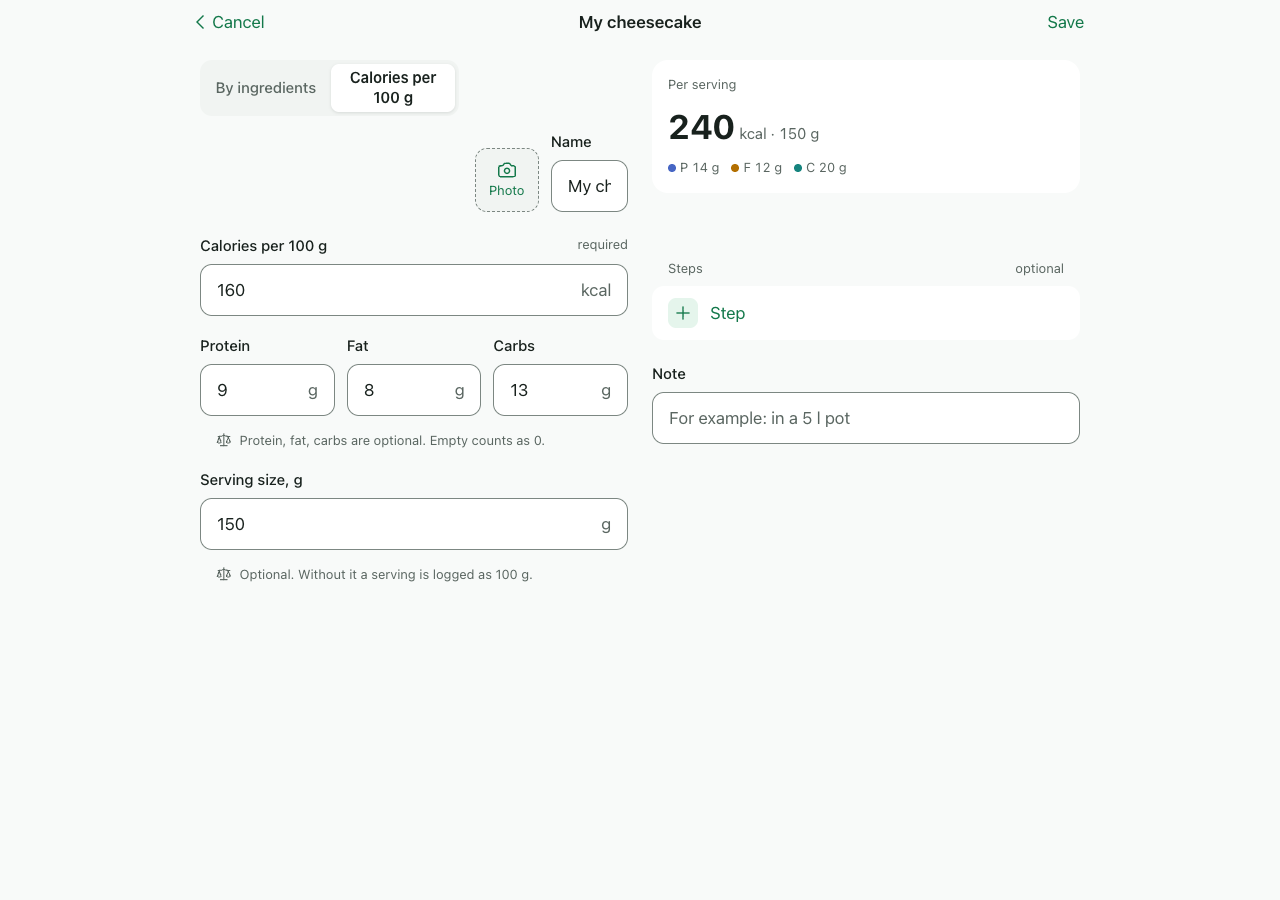 Cancel
My cheesecake
Save
By ingredients
Calories per
100 g
Photo
Name
My ch
Calories per 100 g
required
160
kcal
Protein
Fat
Carbs
9
g
8
g
13
g
Protein, fat, carbs are optional. Empty counts as 0.
Serving size, g
150
g
Optional. Without it a serving is logged as 100 g.
Per serving
240 kcal · 150 g
P 14 g F 12 g C 20 g
Steps
optional
Step
Note
For example: in a 5 l pot